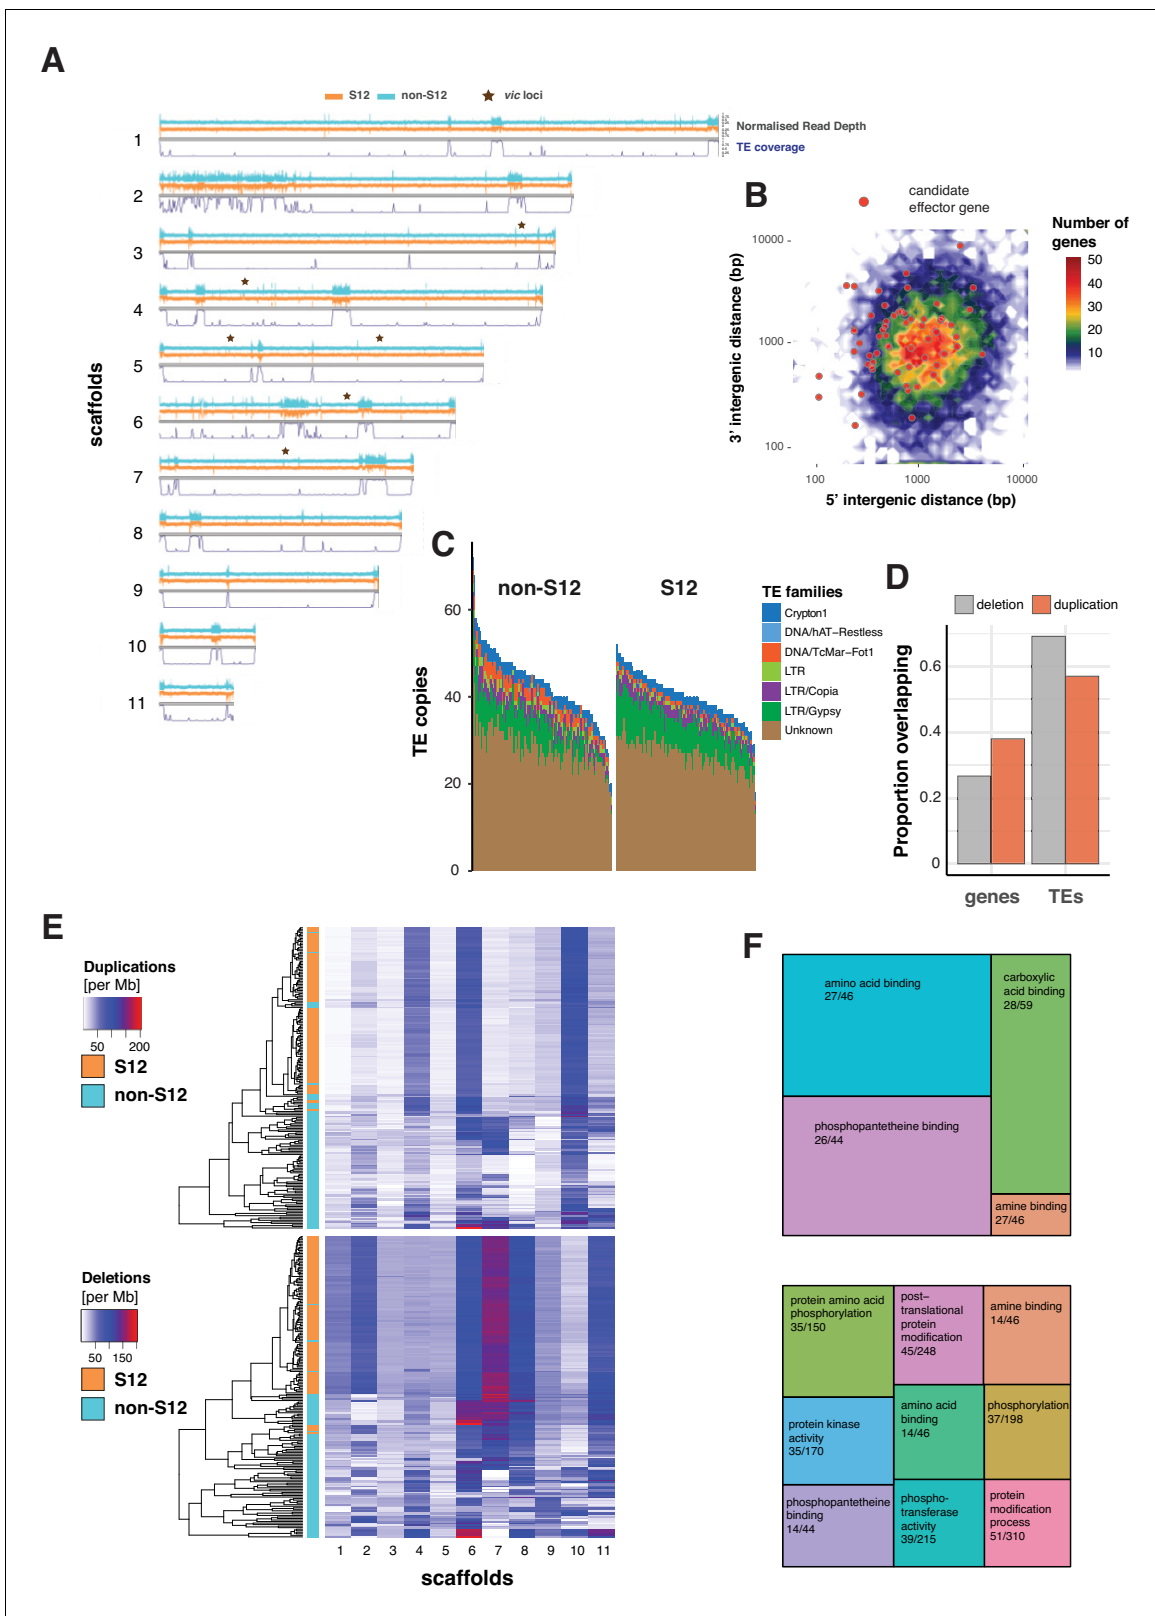 A
S12
non-S12
vic loci
scaffolds
1
2
3
4
5
6
7
8
9
10
11
Normalised Read Depth
TE coverage
B
candidate
effector gene
Number of
genes
50
40
30
20
10
3' intergenic distance (bp)
10000
1000
100
100
1000
10000
5' intergenic distance (bp)
C
non-S12
S12
TE copies
60
40
20
0
TE families
Crypton1
DNA/hAT−Restless
DNA/TcMar−Fot1
LTR
LTR/Copia
LTR/Gypsy
Unknown
D
deletion
duplication
Proportion overlapping
0.6
0.4
0.2
0
genes
TEs
E
Duplications
[per Mb]
50
200
S12
non-S12
Deletions
[per Mb]
50
150
S12
non-S12
1 2 3 4 5 6 7 8 9 10 11
scaffolds
F
amino acid binding
27/46
carboxylic
acid binding
28/59
phosphopantetheine binding
26/44
amine binding
27/46
protein amino acid
phosphorylation
35/150
post−
translational
protein
modification
45/248
amine binding
14/46
protein kinase
activity
35/170
amino acid
binding
14/46
phosphorylation
37/198
phosphopantetheine
binding
14/44
phospho-
transferase
activity
39/215
protein
modification
process
51/310